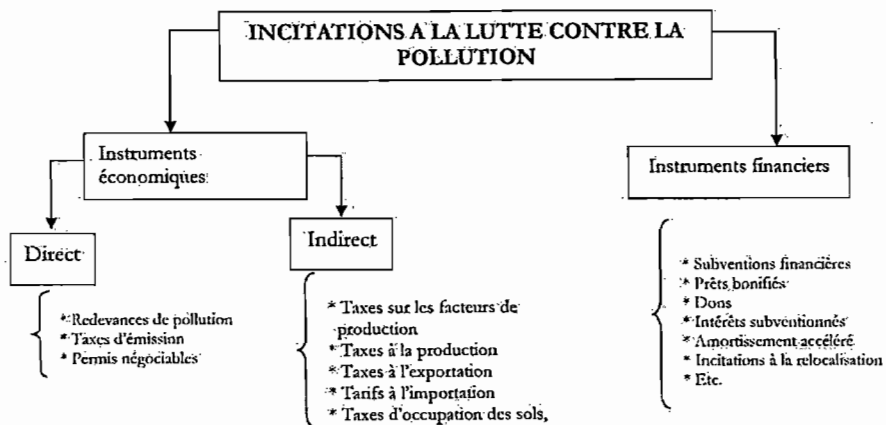 INCITATIONS A LA LUTTE CONTRE LA
POLLUTION
Instruments
économiques
Instruments financiers
Direct
Indirect
* Redevances de pollution
* Taxes d'émission
* Permis négociables
* Taxes sur les facteurs de
production
* Taxes à la production
* Taxes à l'exportation
* Tarifs à l'importation
* Taxes d'occupation des sols,
* Subventions financières
* Prêts bonifiés
* Dons
* Intérêts subventionnés
* Amortissement accéléré
* Incitations à la relocalisation
* Etc.